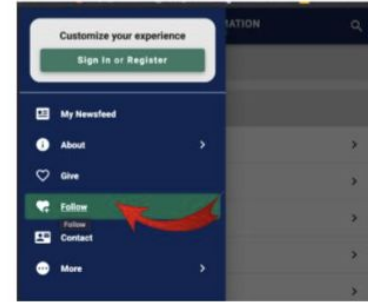 Customize your experience
Sign In or Register
My Newsfeed
About
Give
Follow
Follow
Contact
More